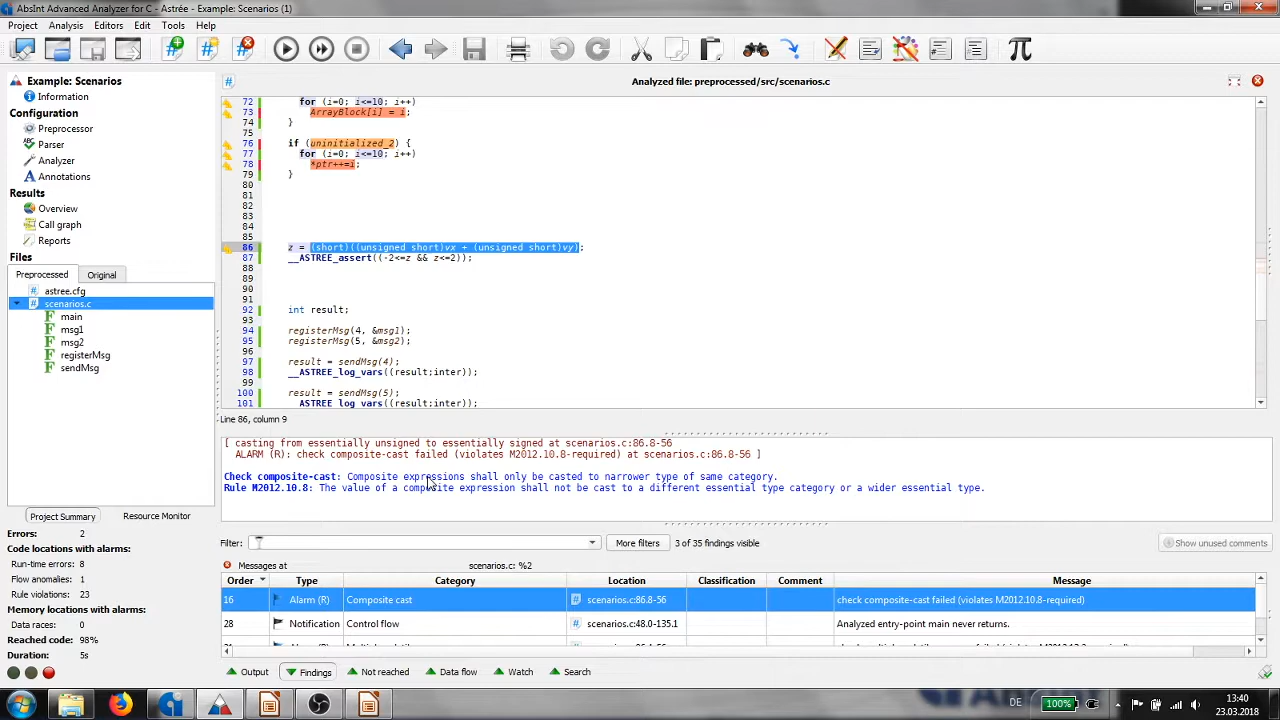 AbsInt Advanced Analyzer for C - Astrée - Example: Scenarios (1)
Project Analysis Editors Edit Tools Help
Example: Scenarios
Information
Configuration
Preprocessor
Parser
Analyzer
Annotations
Results
Overview
Call graph
Reports
Files
Preprocessed Original
astree.cfg
scenarios.c
main
msg1
msg2
registerMsg
sendMsg
Project Summary Resource Monitor
Errors: 2
Code locations with alarms:
Run-time errors: 8
Flow anomalies: 1
Rule violations: 23
Memory locations with alarms:
Data races: 0
Reached code: 98%
Duration: 5s
Analyzed file: preprocessed/src/scenarios.c
72 for (i=0; i<=10; i++)
73 ArrayBlock[i] = i;
74 }
75
76 if (uninitialized_2) {
77 for (i=0; i<=10; i++)
78 *ptr++=i;
79 }
80
81
82
83
84
85
86 z = (short)((unsigned short)vx + (unsigned short)vy);
87 __ASTREE_assert((-2<=z && z<=2));
88
89
90
91
92 int result;
93
94 registerMsg(4, &msg1);
95 registerMsg(5, &msg2);
96
97 result = sendMsg(4);
98 __ASTREE_log_vars((result;inter));
99
100 result = sendMsg(5);
101 __ASTREE_log_vars((result;inter));
Line 86, column 9
[ casting from essentially unsigned to essentially signed at scenarios.c:86.8-56
ALARM (R): check composite-cast failed (violates M2012.10.8-required) at scenarios.c:86.8-56 ]
Check composite-cast: Composite expressions shall only be casted to narrower type of same category.
Rule M2012.10.8: The value of a composite expression shall not be cast to a different essential type category or a wider essential type.
Filter: More filters 3 of 35 findings visible Show unused comments
Messages at scenarios.c: %2
Order Type Category Location Classification Comment Message
16 Alarm (R) Composite cast scenarios.c:86.8-56 check composite-cast failed (violates M2012.10.8-required)
28 Notification Control flow scenarios.c:48.0-135.1 Analyzed entry-point main never returns.
Output Findings Not reached Data flow Watch Search
DE 100% 13:40
23.03.2018